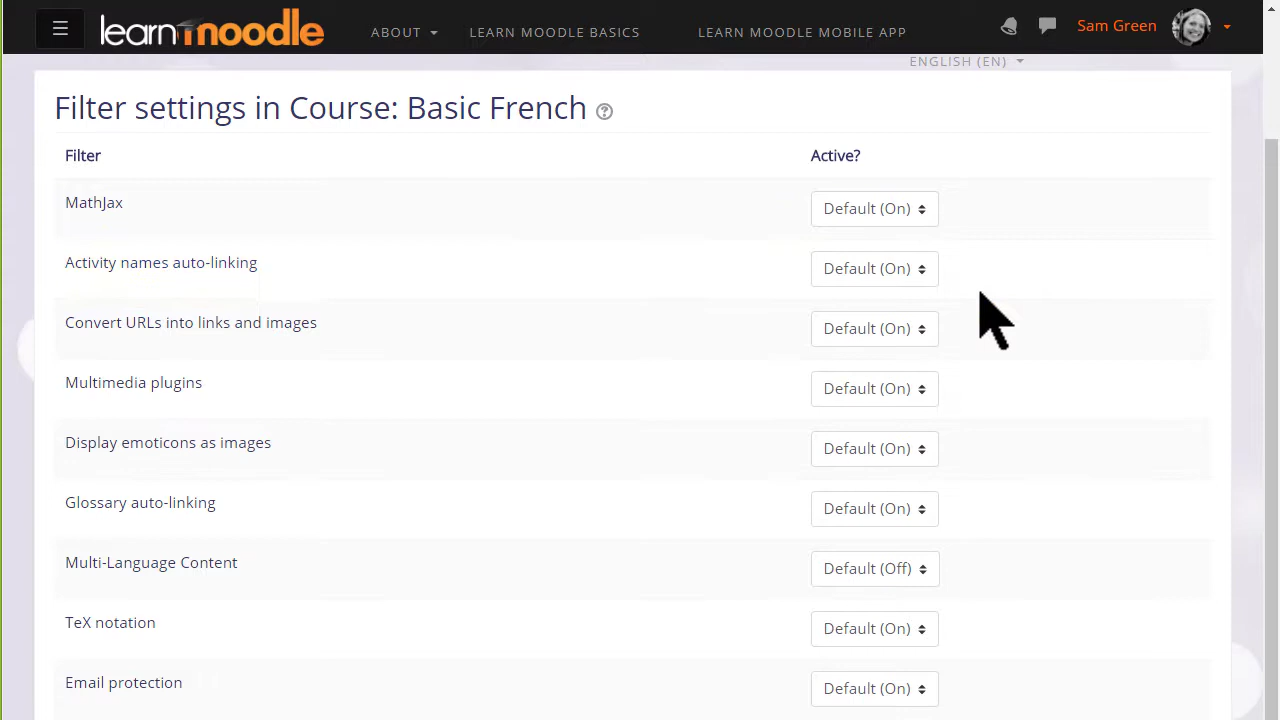 learn moodle
ABOUT
LEARN MOODLE BASICS
LEARN MOODLE MOBILE APP
Sam Green
ENGLISH (EN)
Filter settings in Course: Basic French
Filter Active?
MathJax Default (On)
Activity names auto-linking Default (On)
Convert URLs into links and images Default (On)
Multimedia plugins Default (On)
Display emoticons as images Default (On)
Glossary auto-linking Default (On)
Multi-Language Content Default (Off)
TeX notation Default (On)
Email protection Default (On)